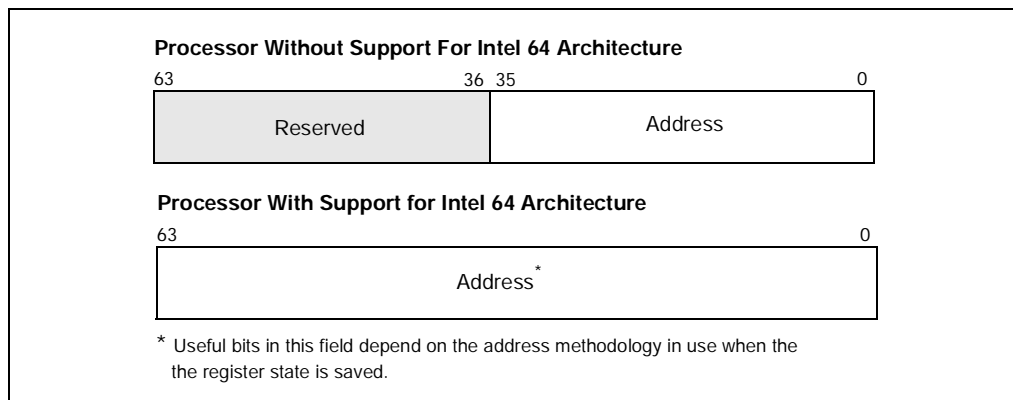 Processor Without Support For Intel 64 Architecture
63 36 35 0
Reserved Address
Processor With Support for Intel 64 Architecture
63 0
Address*
* Useful bits in this field depend on the address methodology in use when the
the register state is saved.